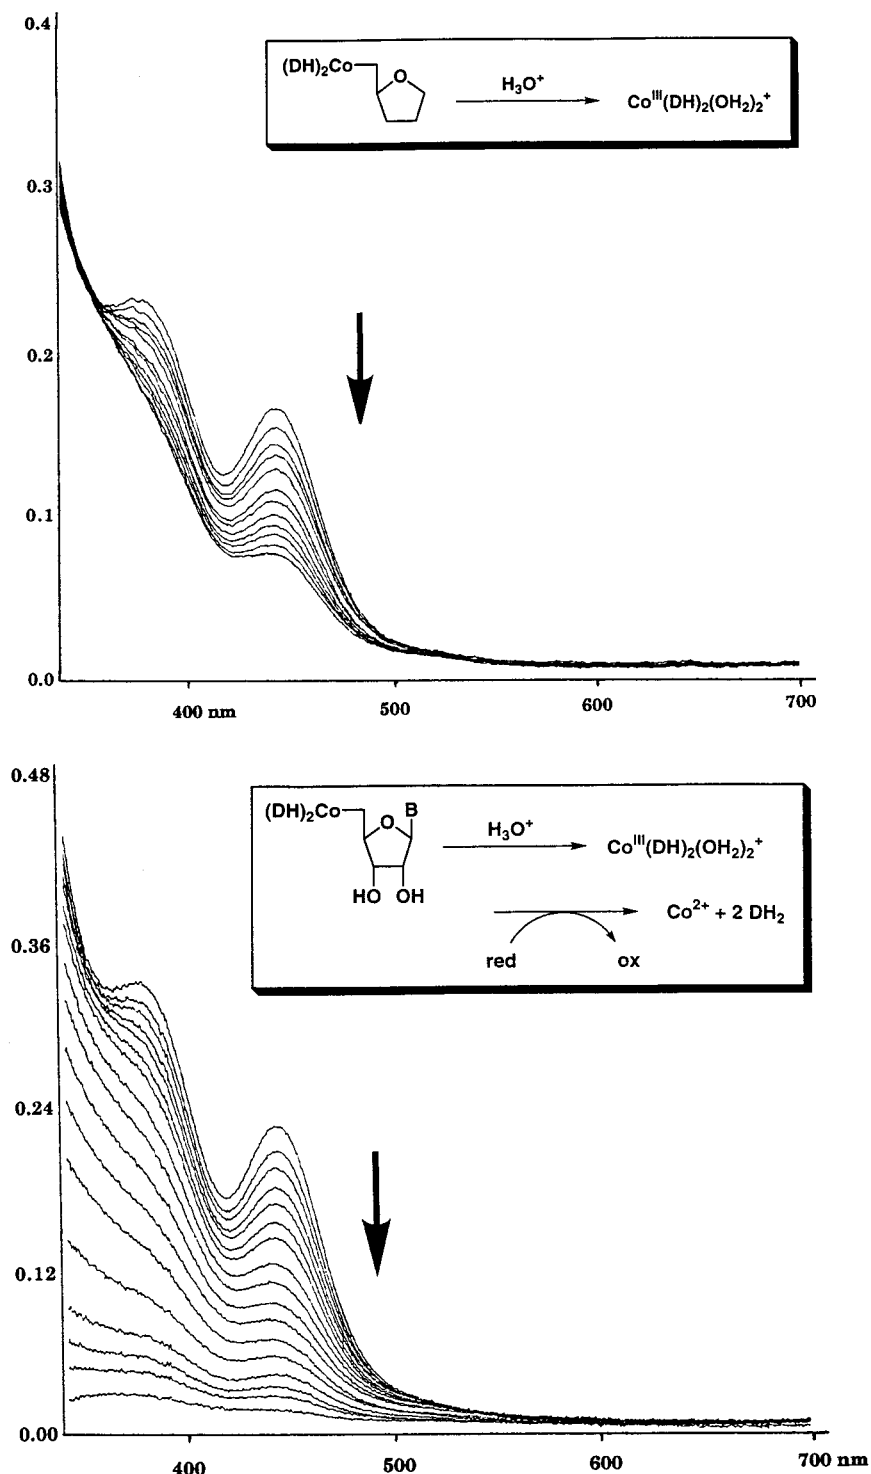 0.4
(DH)₂Co
O
H₃O⁺
Coᴵᴵᴵ(DH)₂(OH₂)₂⁺
0.3
0.2
0.1
0.0
400 nm 500 600 700
0.48
(DH)₂Co B
O
H₃O⁺
Coᴵᴵᴵ(DH)₂(OH₂)₂⁺
HO OH
Co²⁺ + 2 DH₂
red ox
0.36
0.24
0.12
0.00
400 500 600 700 nm